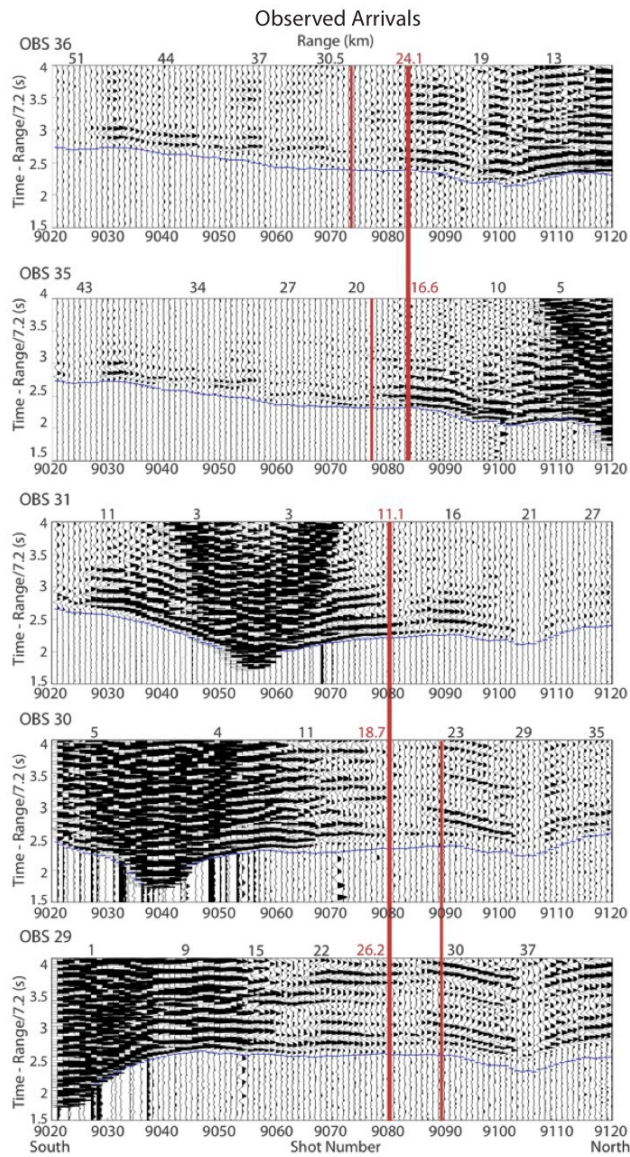 Observed Arrivals
OBS 36
Range (km)
51 44 37 30.5 24.1 19 13
Time - Range/7.2 (s)
4
3.5
3
2.5
2
1.5
9020 9030 9040 9050 9060 9070 9080 9090 9100 9110 9120
OBS 35
43 34 27 20 16.6 10 5
Time - Range/7.2 (s)
4
3.5
3
2.5
2
1.5
9020 9030 9040 9050 9060 9070 9080 9090 9100 9110 9120
OBS 31
11 3 3 11.1 16 21 27
Time - Range/7.2 (s)
4
3.5
3
2.5
2
1.5
9020 9030 9040 9050 9060 9070 9080 9090 9100 9110 9120
OBS 30
5 4 11 18.7 23 29 35
Time - Range/7.2 (s)
4
3.5
3
2.5
2
1.5
9020 9030 9040 9050 9060 9070 9080 9090 9100 9110 9120
OBS 29
1 9 15 22 26.2 30 37
Time - Range/7.2 (s)
4
3.5
3
2.5
2
1.5
9020 9030 9040 9050 9060 9070 9080 9090 9100 9110 9120
South Shot Number North